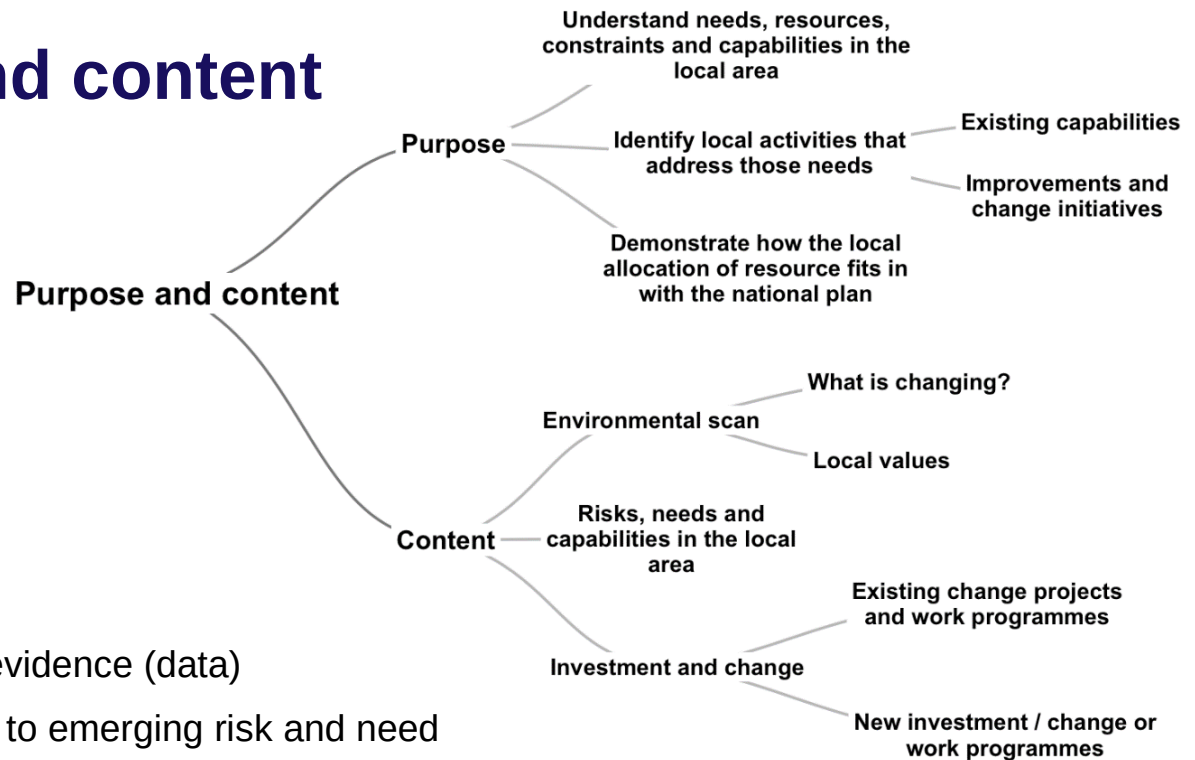 nd content
Understand needs, resources,
constraints and capabilities in the
local area
Purpose
Identify local activities that
address those needs
Existing capabilities
Improvements and
change initiatives
Demonstrate how the local
allocation of resource fits in
with the national plan
Purpose and content
What is changing?
Environmental scan
Local values
Content
Risks, needs and
capabilities in the local
area
Existing change projects
and work programmes
Investment and change
New investment / change or
work programmes
evidence (data)
to emerging risk and need